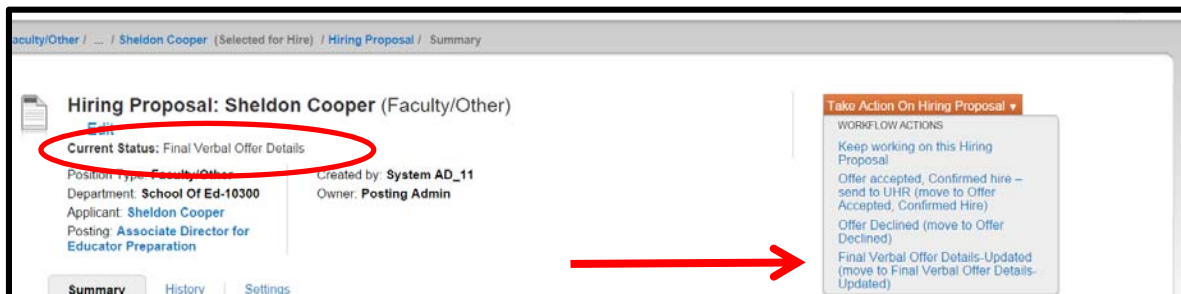 aculty/Other / ... / Sheldon Cooper (Selected for Hire) / Hiring Proposal / Summary
Hiring Proposal: Sheldon Cooper (Faculty/Other)
Edit
Current Status: Final Verbal Offer Details
Position Type: Faculty/Other
Created by: System AD_11
Department: School Of Ed-10300
Owner: Posting Admin
Applicant: Sheldon Cooper
Posting: Associate Director for
Educator Preparation
Summary History Settings
Take Action On Hiring Proposal
WORKFLOW ACTIONS
Keep working on this Hiring
Proposal
Offer accepted, Confirmed hire –
send to UHR (move to Offer
Accepted, Confirmed Hire)
Offer Declined (move to Offer
Declined)
Final Verbal Offer Details-Updated
(move to Final Verbal Offer Details-
Updated)